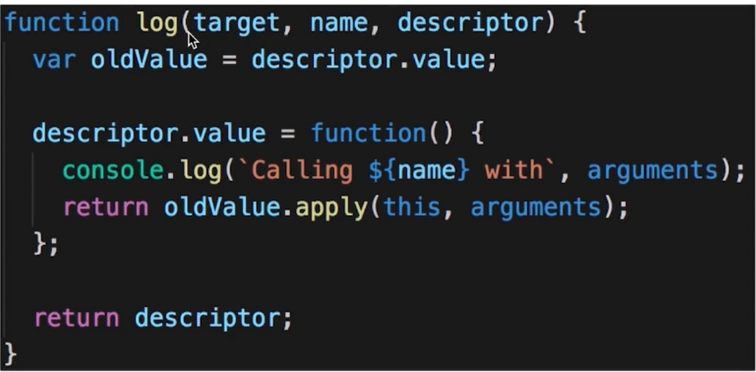 function log(target, name, descriptor) {
  var oldValue = descriptor.value;

  descriptor.value = function() {
    console.log(`Calling ${name} with`, arguments);
    return oldValue.apply(this, arguments);
  };

  return descriptor;
}